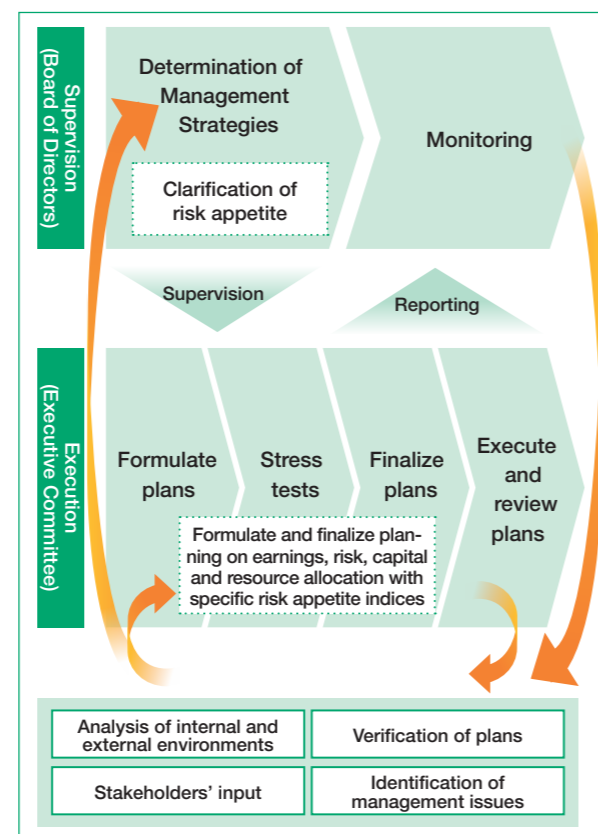 Supervision
(Board of Directors)
Determination of
Management
Strategies
Clarification of
risk appetite
Monitoring
Supervision
Reporting
Execution
(Executive Committee)
Formulate
plans
Stress
tests
Finalize
plans
Execute
and
review
plans
Formulate and finalize plan-
ning on earnings, risk, capital
and resource allocation with
specific risk appetite indices
Analysis of internal and
external environments
Verification of plans
Stakeholders’ input
Identification of
management issues